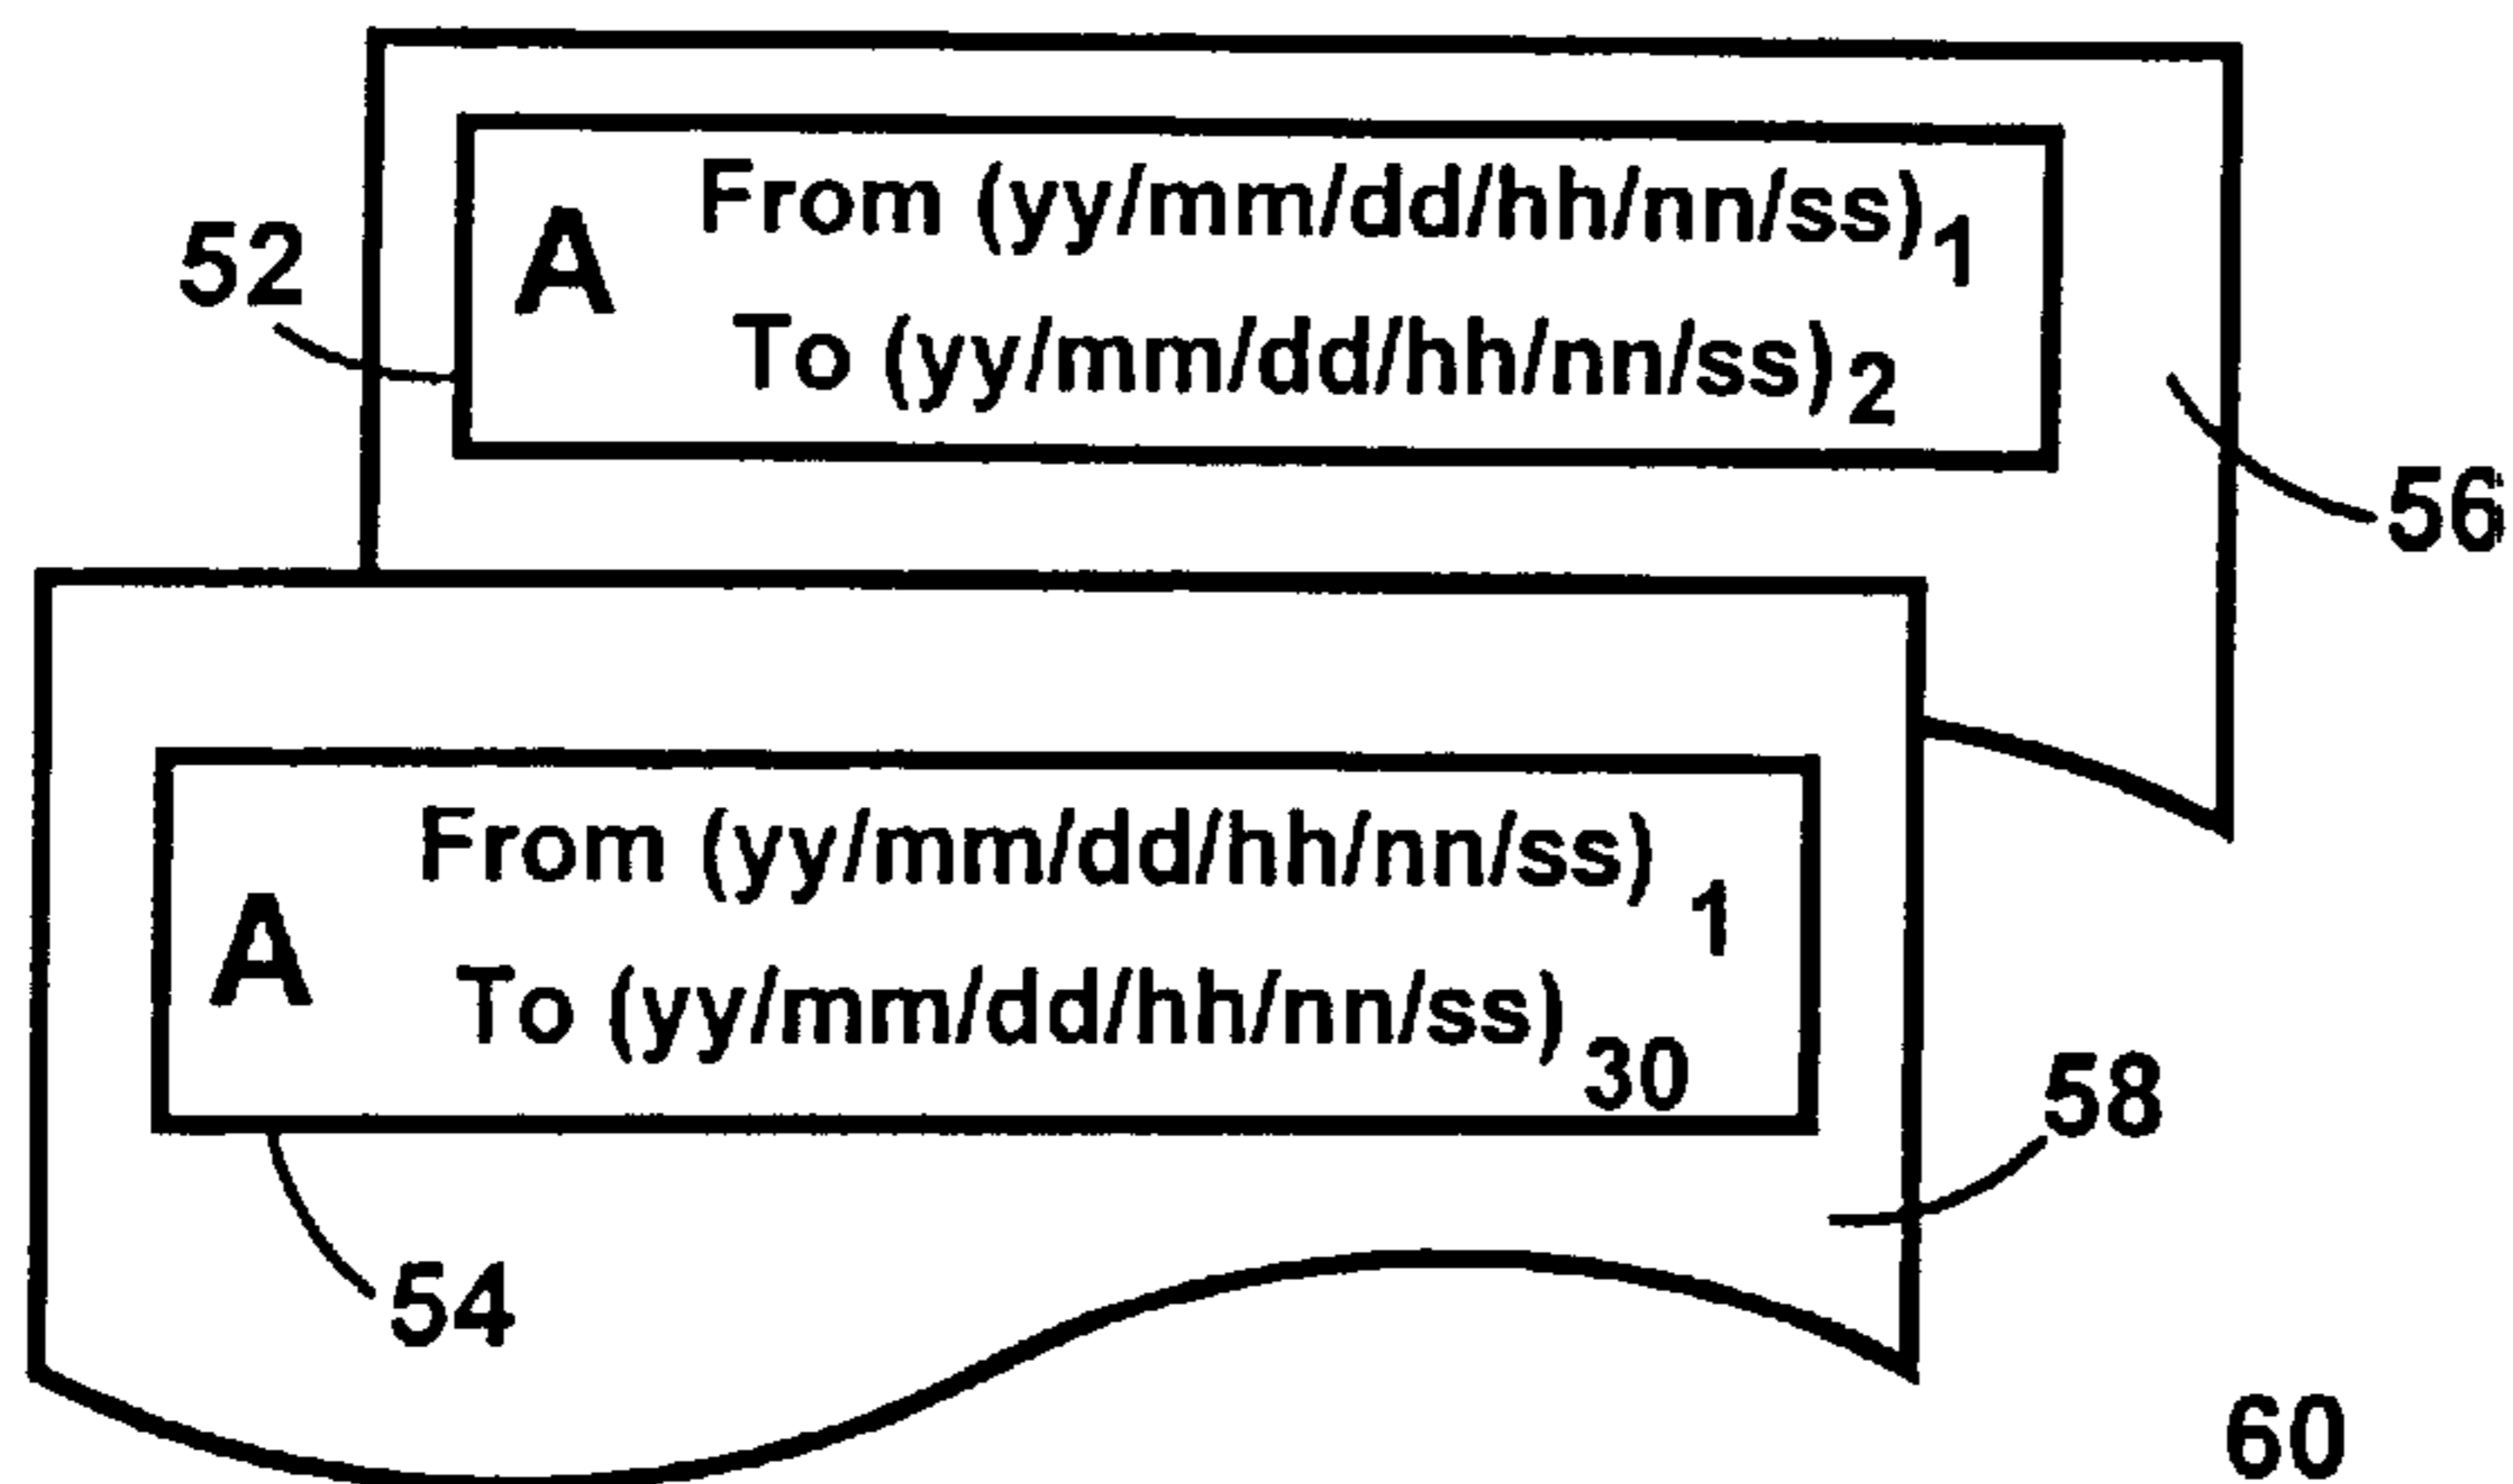 From (yy/mm/dd/hh/nn/ss)1
52 A
To (yy/mm/dd/hh/nn/ss)2
56
From (yy/mm/dd/hh/nn/ss) 1
A
To (yy/mm/dd/hh/nn/ss) 30
58
54
60